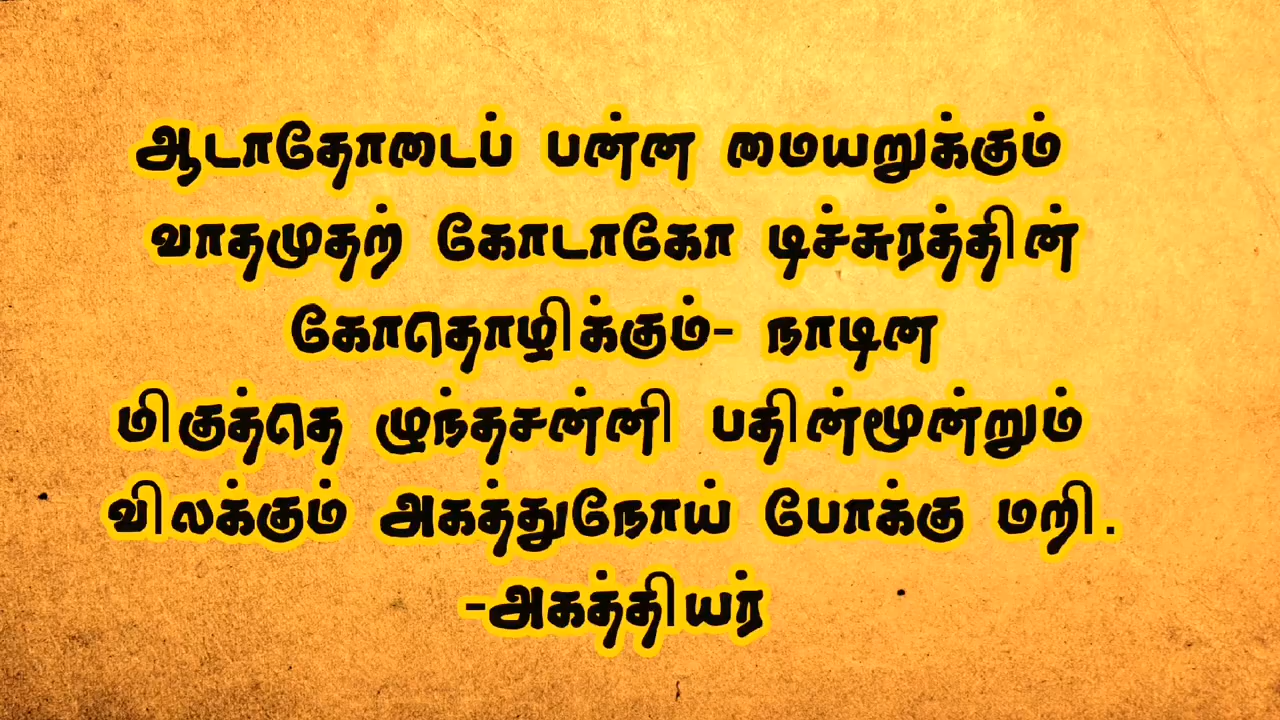 ஆடாதோடைப் பன்ன மையறுக்கும்
வாதமுதற் கோடாகோ டிச்சுரத்தின்
கோதொழிக்கும்- நாடின
மிகுத்தெ ழுந்தசன்னி பதின்மூன்றும்
விலக்கும் அகத்துநோய் போக்கு மறி.
-அகத்தியர்